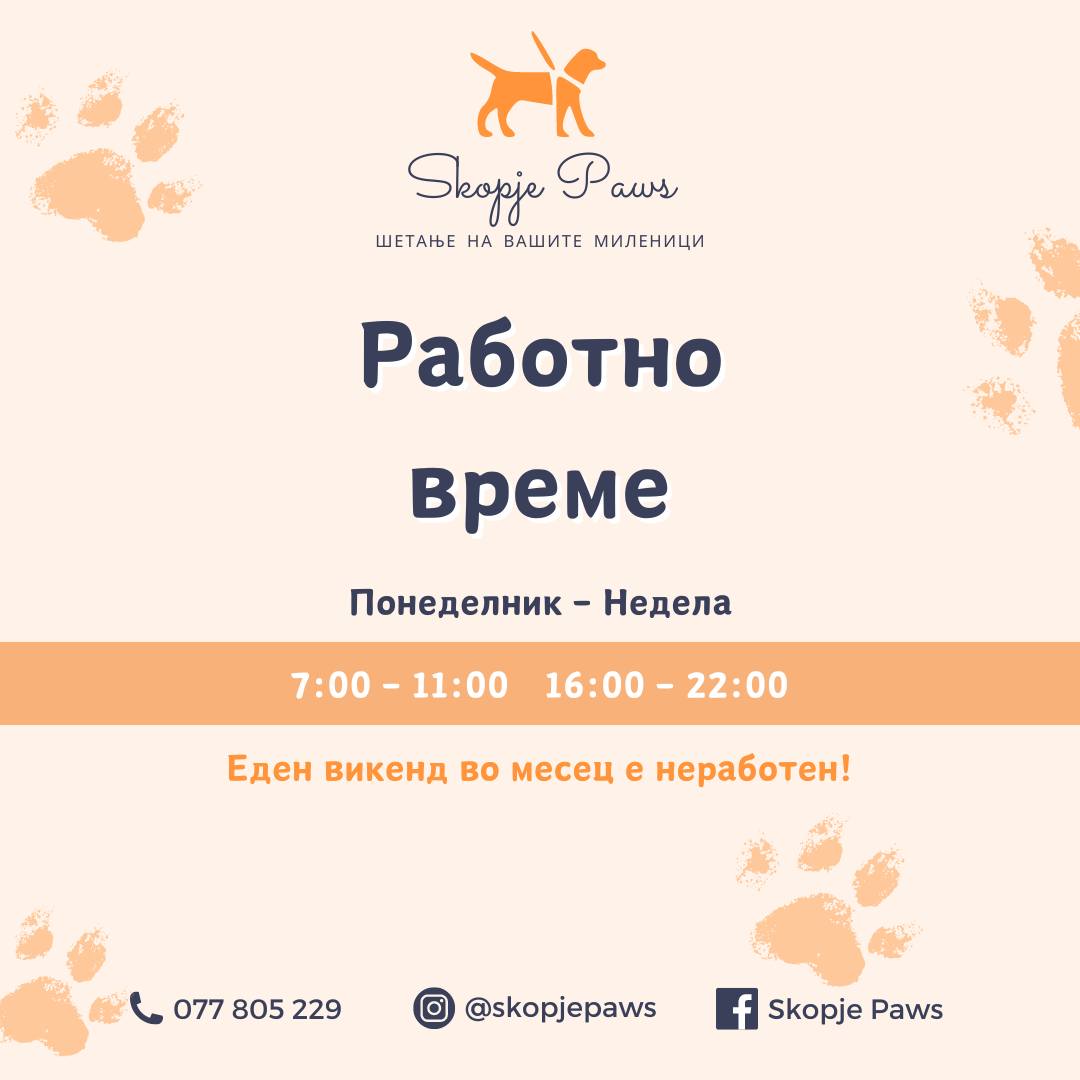 Skopje Paws
ШЕТАЊЕ НА ВАШИТЕ МИЛЕНИЦИ
Работно
време
Понеделник – Недела
7:00 – 11:00 16:00 – 22:00
Еден викенд во месец е неработен!
077 805 229 @skopjepaws Skopje Paws